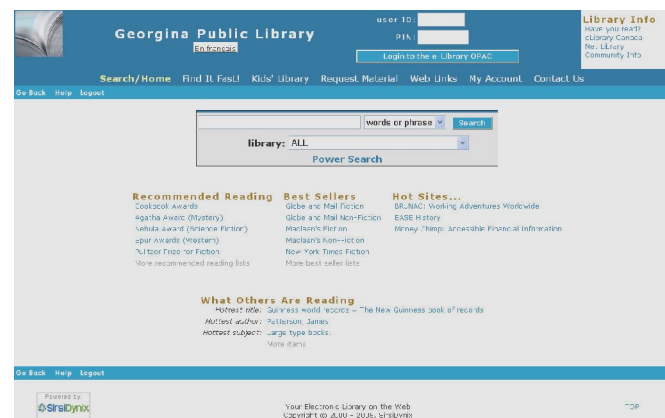 user ID:
Georgina Public Library
En français
PIN:
Login to the e Library OPAC
Library Info
Have you read?
eLibrary Canada
Net Library
Community Info
Search/Home Find It Fast! Kids' Library Request Material Web Links My Account Contact Us
Go Back Help Logout
words or phrase Search
library: ALL
Power Search
Recommended Reading
Cookbook Awards
Agatha Award (Mystery)
Nebula Award (Science Fiction)
Spur Awards (Western)
Pulitzer Prize for Fiction
More recommended reading lists
Best Sellers
Globe and Mail Fiction
Globe and Mail Non-Fiction
Maclean's Fiction
Maclean's Non-Fiction
New York Times Fiction
More best seller lists
Hot Sites...
BRUNAC: Working Adventures Worldwide
EASE History
Money Chimp: Accessible Financial Information
What Others Are Reading
Hottest title: Guinness world records – The New Guinness book of records
Hottest author: Patterson, James
Hottest subject: Large type books.
More items
Go Back Help Logout
Powered by
SirsiDynix
Your Electronic Library on the Web
Copyright © 2000 - 2009, SirsiDynix
TOP